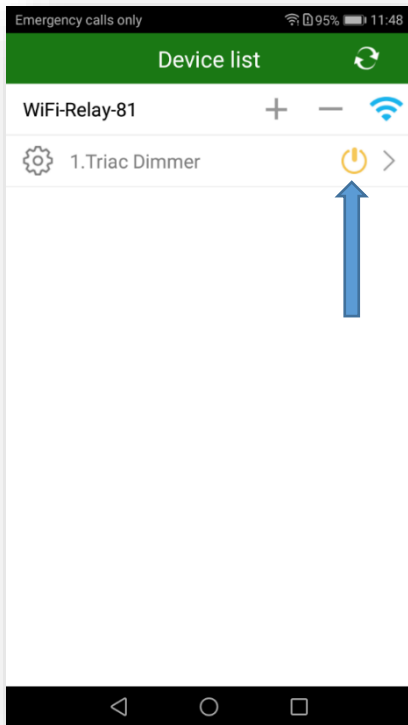 Emergency calls only 95% 11:48
Device list
WiFi-Relay-81
1.Triac Dimmer